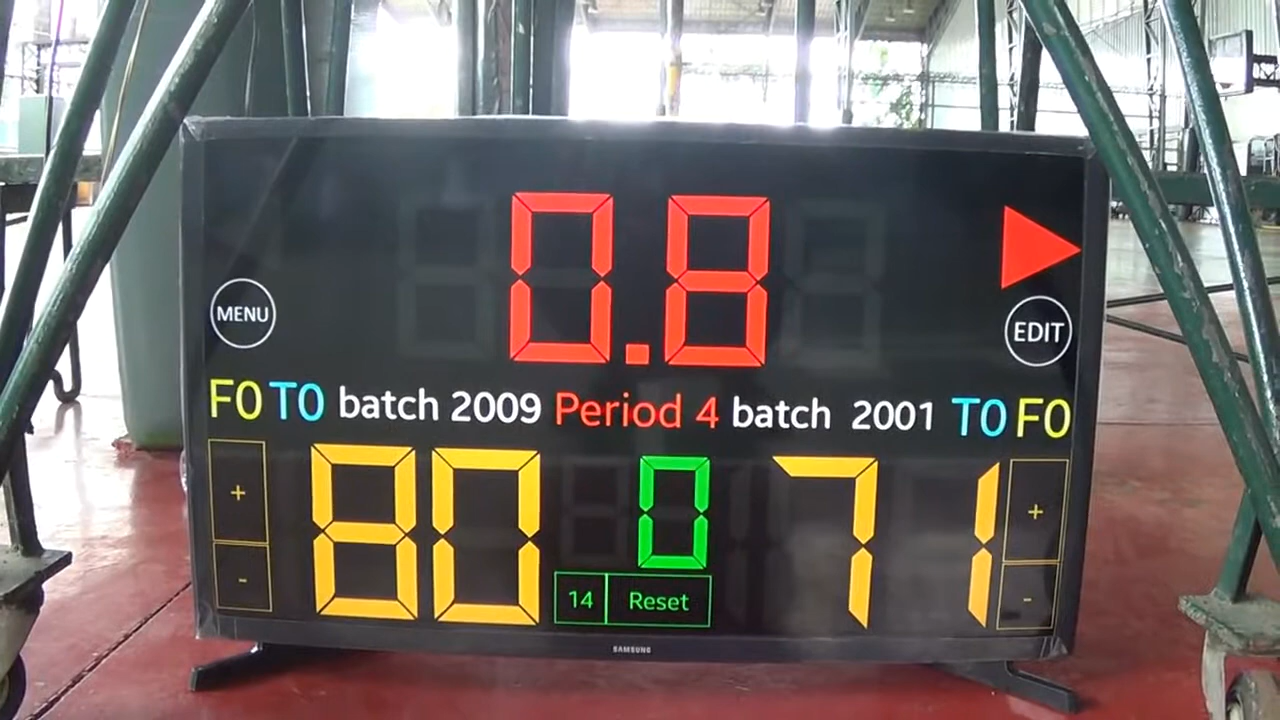 0.8
MENU
EDIT
F0 T0 batch 2009 Period 4 batch 2001 T0 F0
+ 80 0 71 +
- 14 Reset -
SAMSUNG